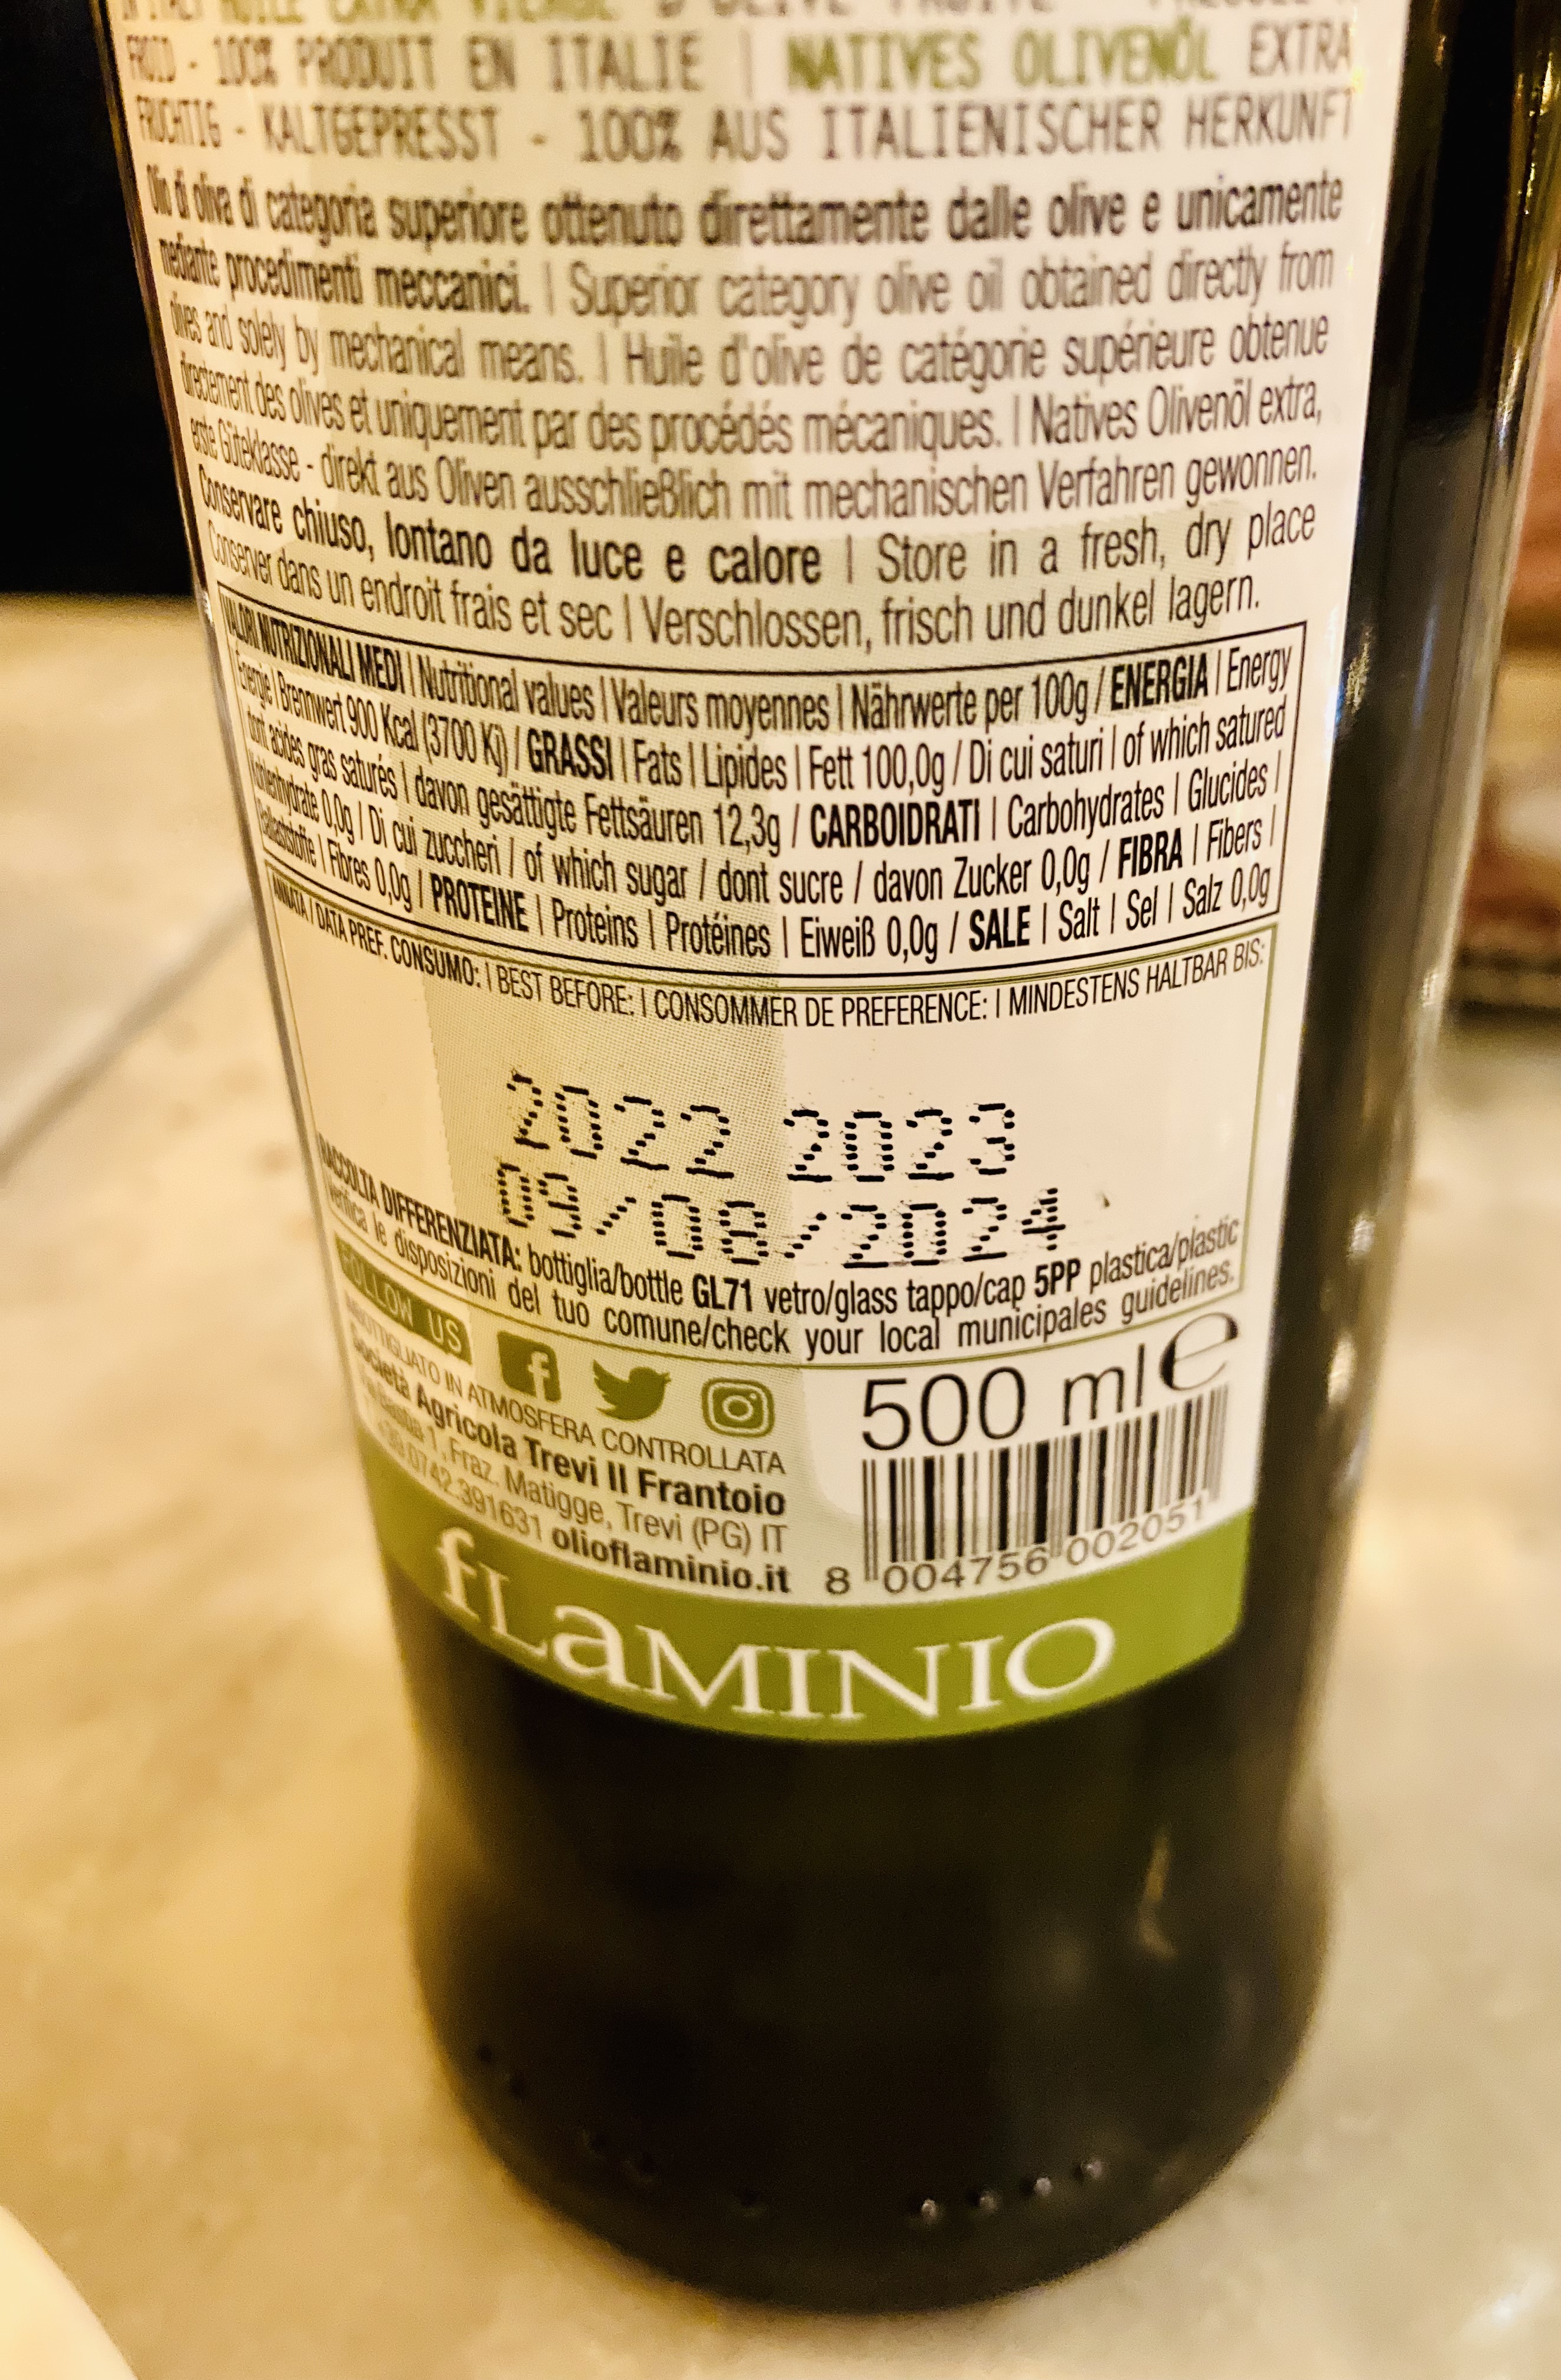 HUILE EXTRA VIERGE D'OLIVE FRUITÉ
FROID - 100% PRODUIT EN ITALIE | NATIVES OLIVENÖL EXTRA
FRUCHTIG - KALTGEPRESST - 100% AUS ITALIENISCHER HERKUNFT
Olio di oliva di categoria superiore ottenuto direttamente dalle olive e unicamente
mediante procedimenti meccanici. | Superior category olive oil obtained directly from
olives and solely by mechanical means. | Huile d'olive de catégorie supérieure obtenue
directement des olives et uniquement par des procédés mécaniques. | Natives Olivenöl extra,
erste Güteklasse - direkt aus Oliven ausschließlich mit mechanischen Verfahren gewonnen.
Conservare chiuso, lontano da luce e calore | Store in a fresh, dry place
Conserver dans un endroit frais et sec | Verschlossen, frisch und dunkel lagern.
VALORI NUTRIZIONALI MEDI | Nutritional values | Valeurs moyennes | Nährwerte per 100g / ENERGIA | Energy
Energie | Brennwert 900 Kcal (3700 Kj) / GRASSI | Fats | Lipides | Fett 100,0g / Di cui saturi | of which satured
dont acides gras saturés | davon gesättigte Fettsäuren 12,3g / CARBOIDRATI | Carbohydrates | Glucides |
Kohlenhydrate 0,0g / Di cui zuccheri / of which sugar / dont sucre / davon Zucker 0,0g / FIBRA | Fibers |
Ballaststoffe | Fibres 0,0g / PROTEINE | Proteins | Protéines | Eiweiß 0,0g / SALE | Salt | Sel | Salz 0,0g
ANNATA / DATA PREF. CONSUMO: | BEST BEFORE: | CONSOMMER DE PREFERENCE: | MINDESTENS HALTBAR BIS:
2022 2023
09/08/2024
RACCOLTA DIFFERENZIATA: bottiglia/bottle GL71 vetro/glass tappo/cap 5PP plastica/plastic
Verifica le disposizioni del tuo comune/check your local municipales guidelines.
FOLLOW US
500 ml e
IMBOTTIGLIATO IN ATMOSFERA CONTROLLATA
Società Agricola Trevi Il Frantoio
1, Fraz. Matigge, Trevi (PG) IT
+39.0742.391631 olioflaminio.it
8 004756 002051
fLaMINIO